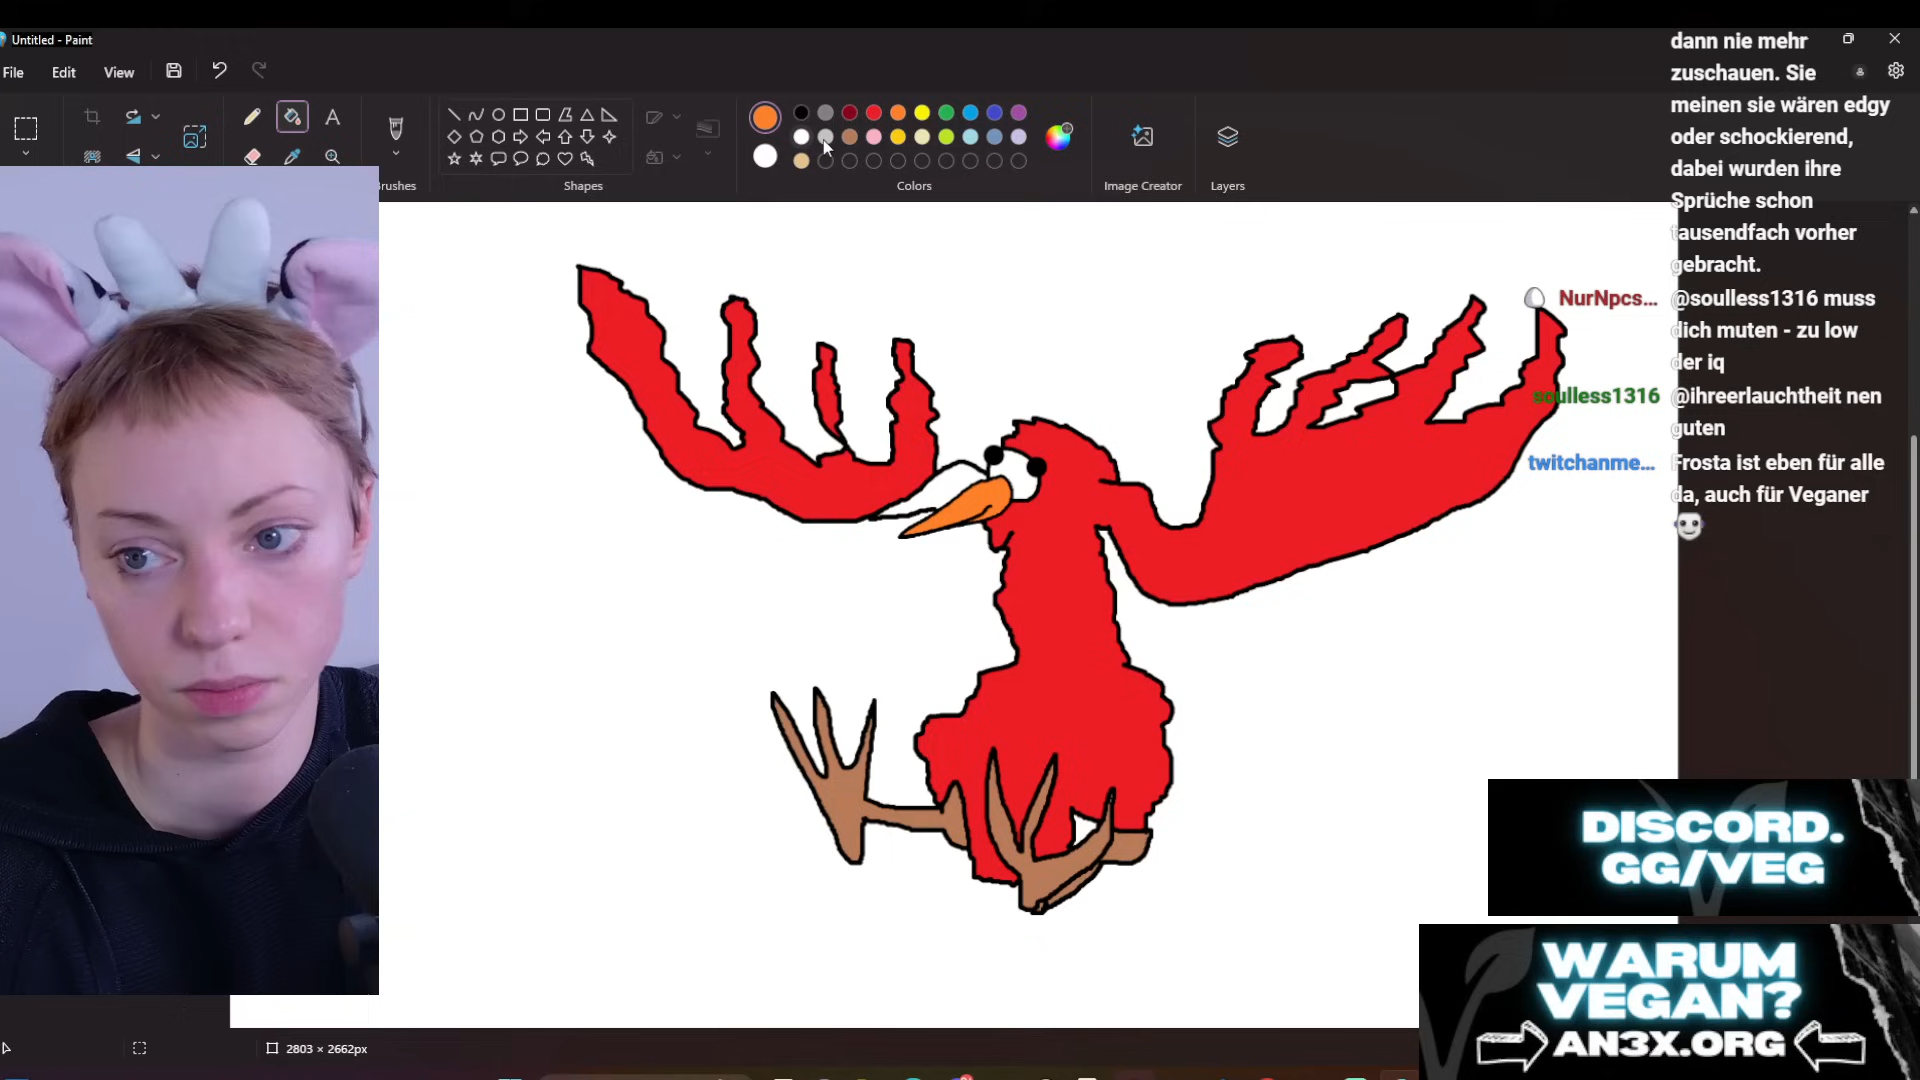 Untitled - Paint
File Edit View
Brushes
Shapes
Colors
Image Creator
Layers
dann nie mehr
zuschauen. Sie
meinen sie wären edgy
oder schockierend,
dabei wurden ihre
Sprüche schon
tausendfach vorher
gebracht.
NurNpcs... @soulless1316 muss
dich muten - zu low
der iq
soulless1316 @ihreerlauchtheit nen
guten
twitchanme... Frosta ist eben für alle
da, auch für Veganer
DISCORD.
GG/VEG
WARUM
VEGAN?
AN3X.ORG
2803 × 2662px